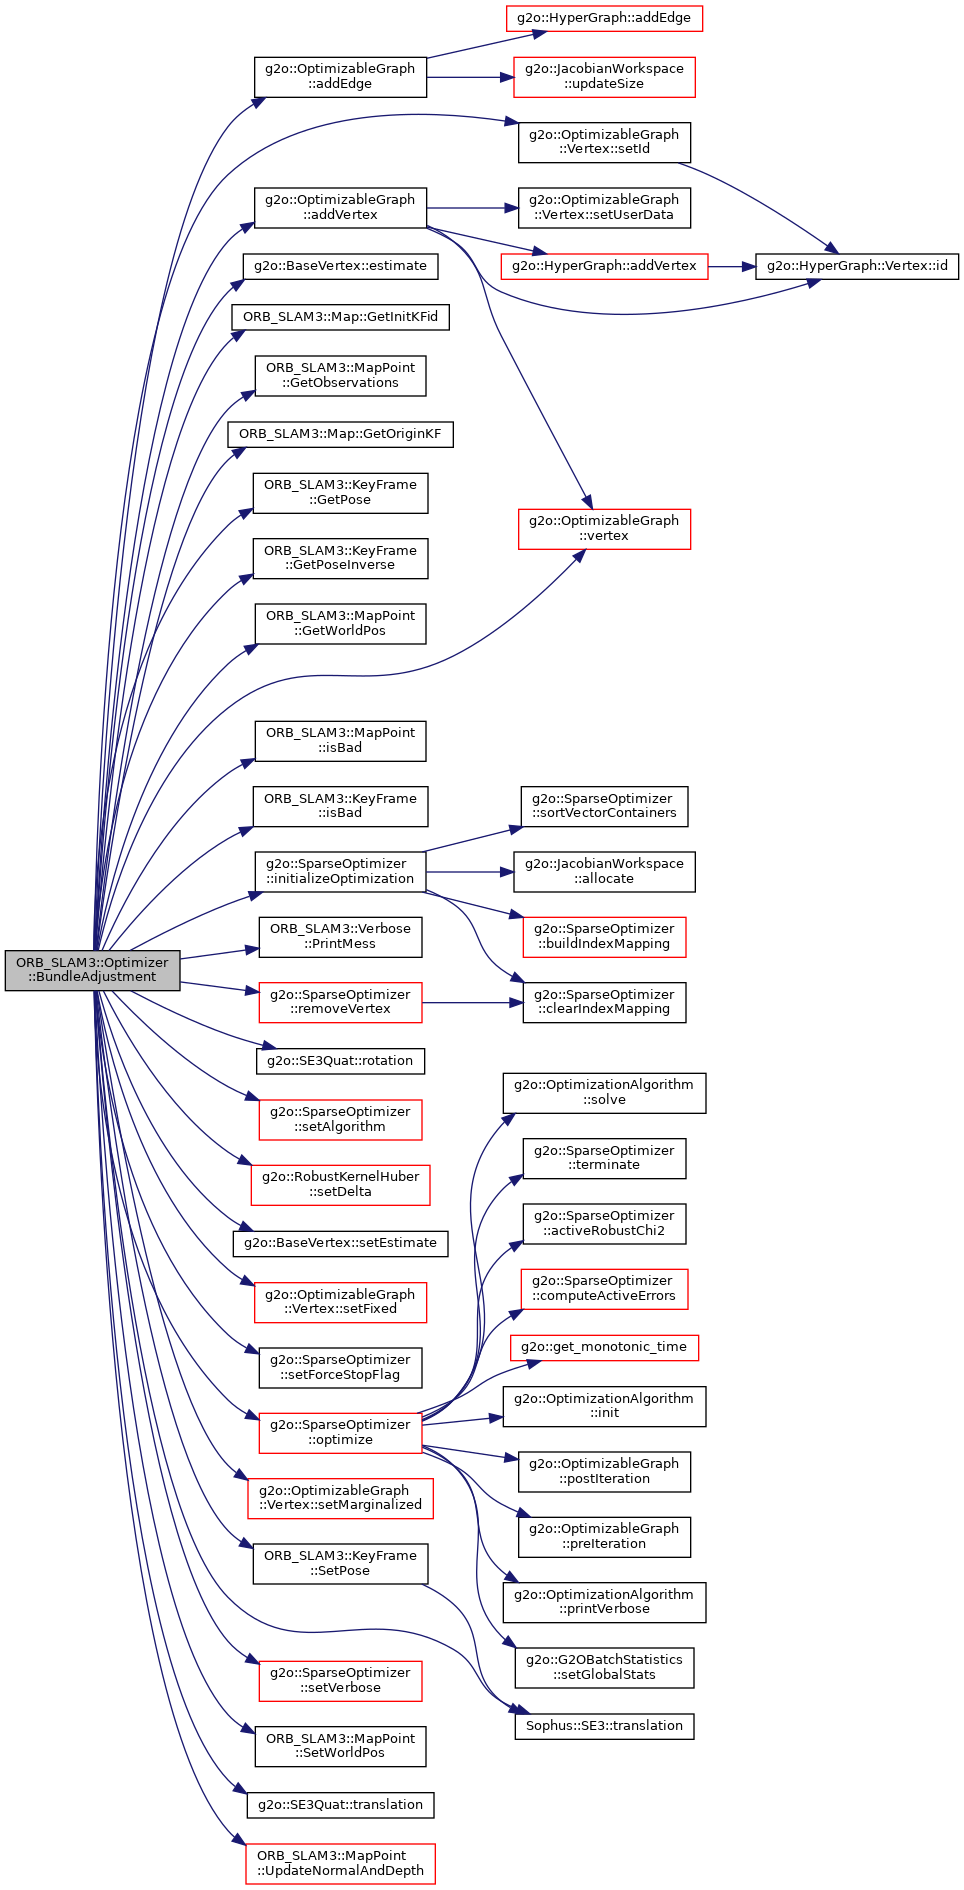 g2o::HyperGraph::addEdge
g2o::OptimizableGraph
::addEdge
g2o::JacobianWorkspace
::updateSize
g2o::OptimizableGraph
::Vertex::setId
g2o::OptimizableGraph
::addVertex
g2o::OptimizableGraph
::Vertex::setUserData
g2o::BaseVertex::estimate
g2o::HyperGraph::addVertex
g2o::HyperGraph::Vertex::id
ORB_SLAM3::Map::GetInitKFid
ORB_SLAM3::MapPoint
::GetObservations
ORB_SLAM3::Map::GetOriginKF
ORB_SLAM3::KeyFrame
::GetPose
g2o::OptimizableGraph
::vertex
ORB_SLAM3::KeyFrame
::GetPoseInverse
ORB_SLAM3::MapPoint
::GetWorldPos
ORB_SLAM3::MapPoint
::isBad
ORB_SLAM3::KeyFrame
::isBad
g2o::SparseOptimizer
::sortVectorContainers
g2o::SparseOptimizer
::initializeOptimization
g2o::JacobianWorkspace
::allocate
ORB_SLAM3::Verbose
::PrintMess
g2o::SparseOptimizer
::buildIndexMapping
ORB_SLAM3::Optimizer
::BundleAdjustment
g2o::SparseOptimizer
::removeVertex
g2o::SparseOptimizer
::clearIndexMapping
g2o::SE3Quat::rotation
g2o::OptimizationAlgorithm
::solve
g2o::SparseOptimizer
::setAlgorithm
g2o::SparseOptimizer
::terminate
g2o::RobustKernelHuber
::setDelta
g2o::SparseOptimizer
::activeRobustChi2
g2o::BaseVertex::setEstimate
g2o::SparseOptimizer
::computeActiveErrors
g2o::OptimizableGraph
::Vertex::setFixed
g2o::get_monotonic_time
g2o::SparseOptimizer
::setForceStopFlag
g2o::OptimizationAlgorithm
::init
g2o::SparseOptimizer
::optimize
g2o::OptimizableGraph
::postIteration
g2o::OptimizableGraph
::Vertex::setMarginalized
g2o::OptimizableGraph
::preIteration
ORB_SLAM3::KeyFrame
::SetPose
g2o::OptimizationAlgorithm
::printVerbose
g2o::G2OBatchStatistics
::setGlobalStats
g2o::SparseOptimizer
::setVerbose
Sophus::SE3::translation
ORB_SLAM3::MapPoint
::SetWorldPos
g2o::SE3Quat::translation
ORB_SLAM3::MapPoint
::UpdateNormalAndDepth